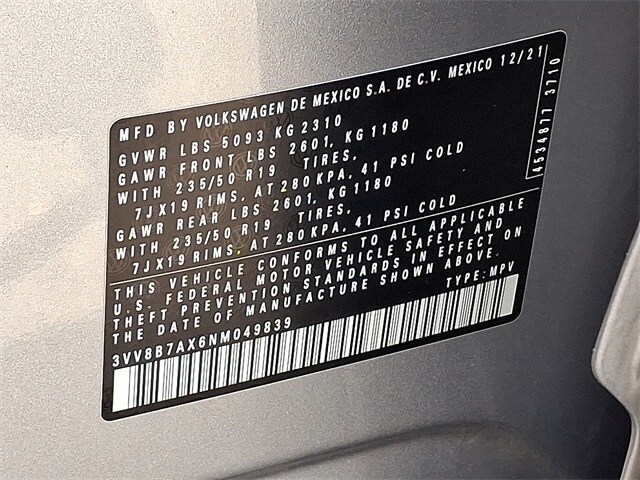 MFD BY VOLKSWAGEN DE MEXICO S.A. DE C.V. MEXICO 12/21
GVWR LBS 5093 KG 2310
GAWR FRONT LBS 2601, KG 1180
WITH 235/50 R19 TIRES,
7JX19 RIMS, AT 280 KPA, 41 PSI COLD
GAWR REAR LBS 2601, KG 1180
WITH 235/50 R19 TIRES,
7JX19 RIMS, AT 280 KPA, 41 PSI COLD
THIS VEHICLE CONFORMS TO ALL APPLICABLE
U.S. FEDERAL MOTOR VEHICLE SAFETY AND
THEFT PREVENTION STANDARDS IN EFFECT ON
THE DATE OF MANUFACTURE SHOWN ABOVE.
3VV8B7AX6NM049839 TYPE: MPV
4534877 3710